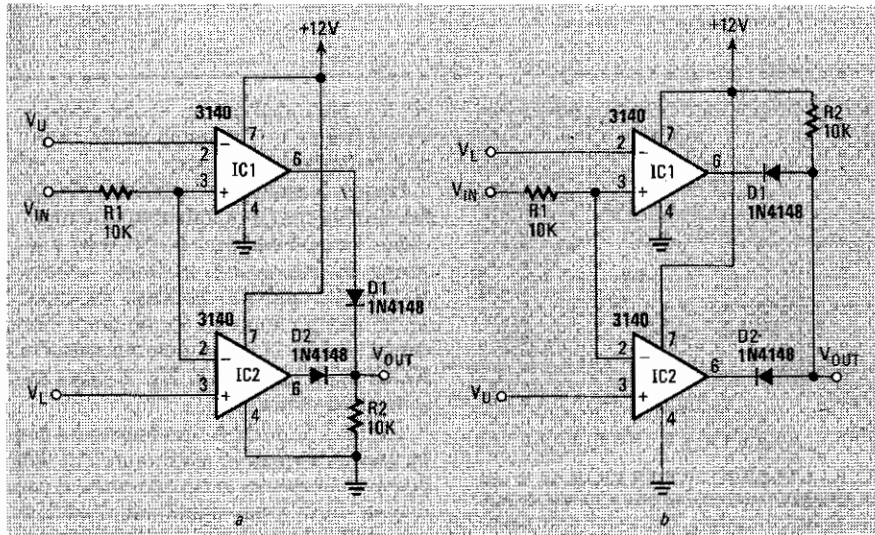 +12V
3140
V_U
2
7
6
IC1
3
4
V_IN
R1
10K
D1
1N4148
3140
7
D2
1N4148
2
IC2
6
V_OUT
V_L
3
4
R2
10K
a
+12V
R2
10K
3140
7
V_L
2
6
IC1
V_IN
3
R1
10K
4
D1
1N4148
3140
7
D2
1N4148
2
6
V_OUT
IC2
V_U
3
4
b